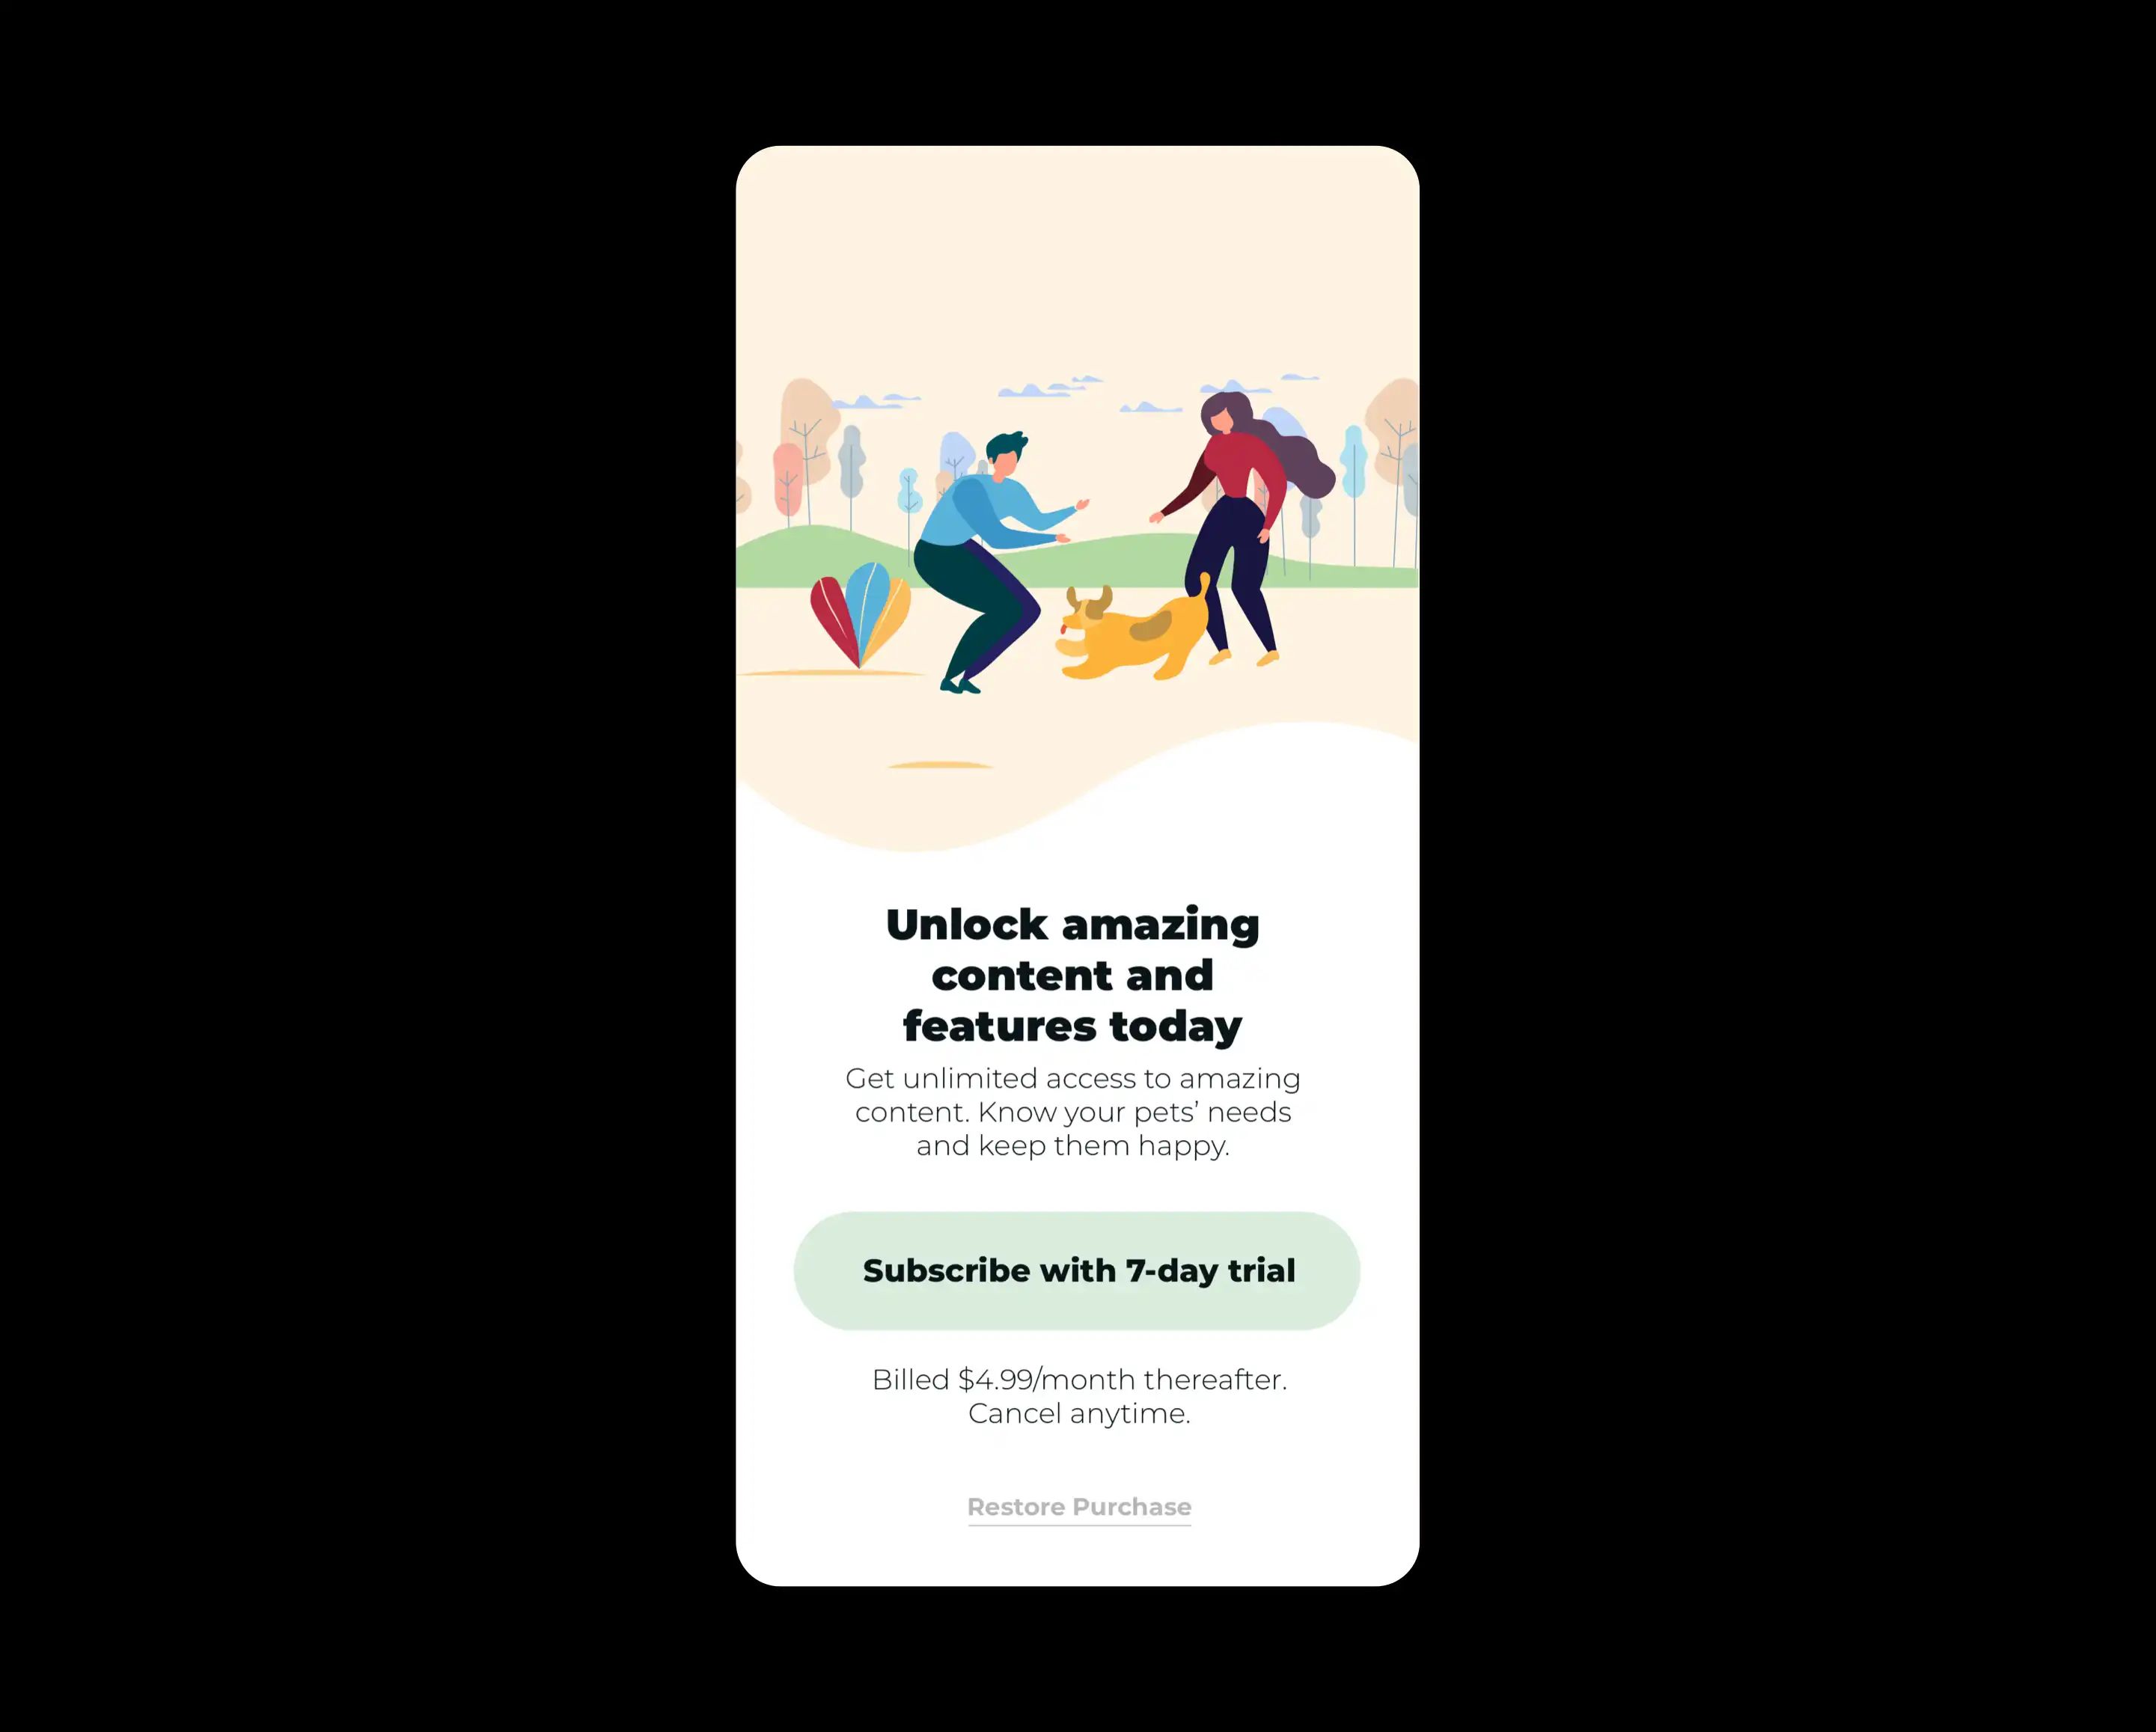 Unlock amazing
content and
features today
Get unlimited access to amazing
content. Know your pets’ needs
and keep them happy.
Subscribe with 7-day trial
Billed $4.99/month thereafter.
Cancel anytime.
Restore Purchase